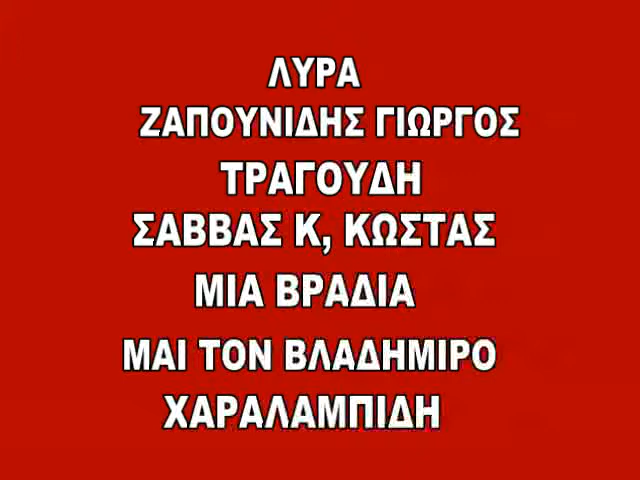 ΛΥΡΑ
ΖΑΠΟΥΝΙΔΗΣ ΓΙΩΡΓΟΣ
ΤΡΑΓΟΥΔΗ
ΣΑΒΒΑΣ Κ, ΚΩΣΤΑΣ
ΜΙΑ ΒΡΑΔΙΑ
ΜΑΙ ΤΟΝ ΒΛΑΔΗΜΙΡΟ
ΧΑΡΑΛΑΜΠΙΔΗ